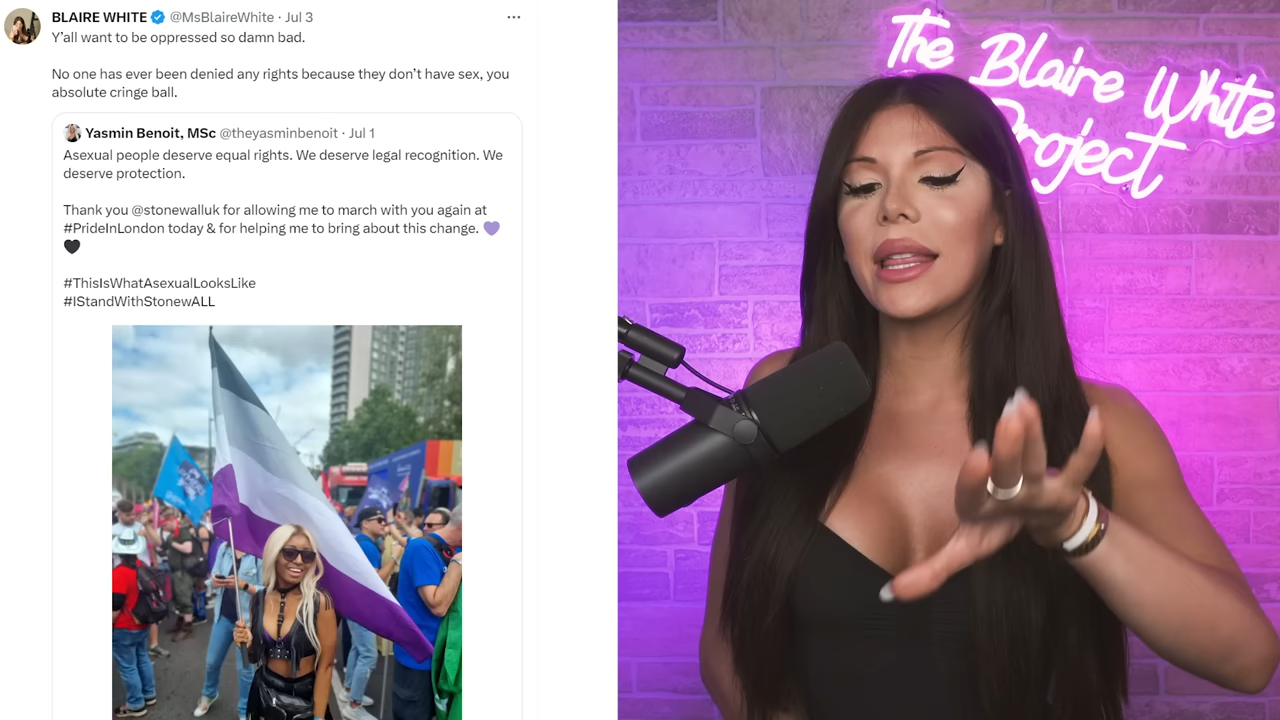 BLAIRE WHITE @MsBlaireWhite · Jul 3
Y’all want to be oppressed so damn bad.
No one has ever been denied any rights because they don’t have sex, you
absolute cringe ball.
Yasmin Benoit, MSc @theyasminbenoit · Jul 1
Asexual people deserve equal rights. We deserve legal recognition. We
deserve protection.
Thank you @stonewalluk for allowing me to march with you again at
#PrideInLondon today & for helping me to bring about this change. 💜
🖤
#ThisIsWhatAsexualLooksLike
#IStandWithStonewALL
The Blaire White
Project